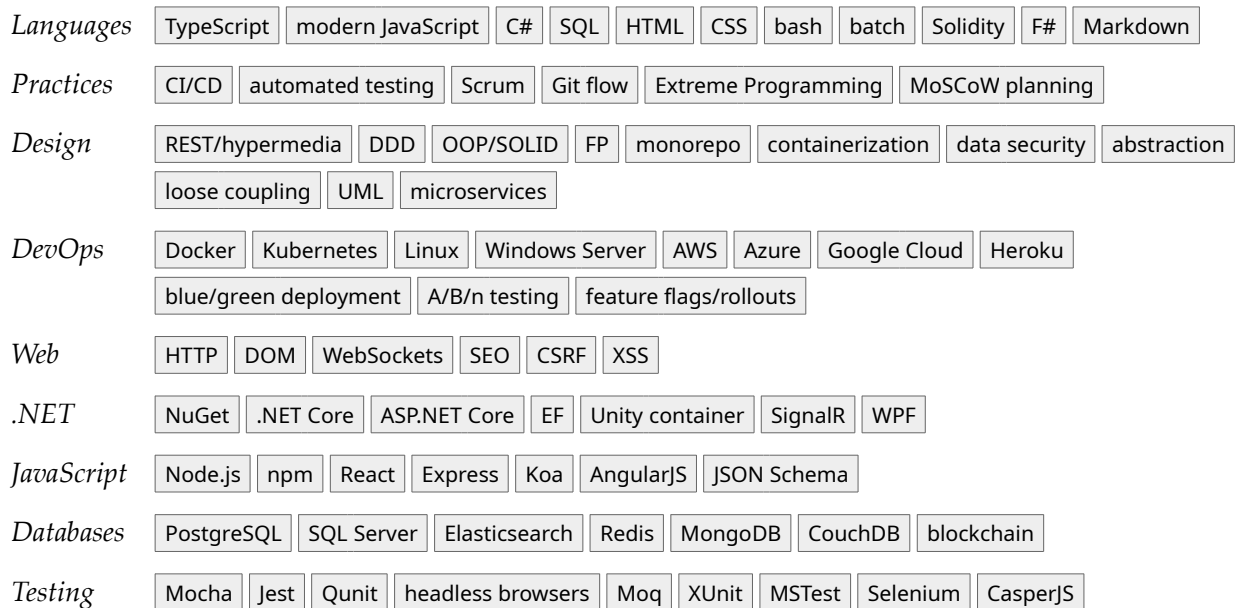 Languages TypeScript modern JavaScript C# SQL HTML CSS bash batch Solidity F# Markdown
Practices CI/CD automated testing Scrum Git flow Extreme Programming MoSCoW planning
Design REST/hypermedia DDD OOP/SOLID FP monorepo containerization data security abstraction
loose coupling UML microservices
DevOps Docker Kubernetes Linux Windows Server AWS Azure Google Cloud Heroku
blue/green deployment A/B/n testing feature flags/rollouts
Web HTTP DOM WebSockets SEO CSRF XSS
.NET NuGet .NET Core ASP.NET Core EF Unity container SignalR WPF
JavaScript Node.js npm React Express Koa AngularJS JSON Schema
Databases PostgreSQL SQL Server Elasticsearch Redis MongoDB CouchDB blockchain
Testing Mocha Jest Qunit headless browsers Moq XUnit MSTest Selenium CasperJS